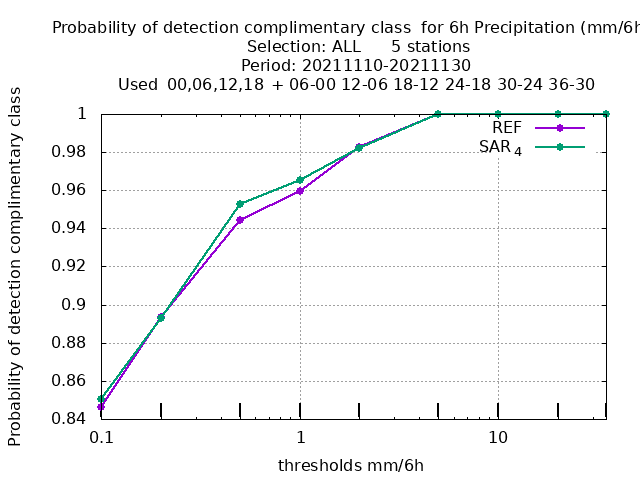 Probability of detection complimentary class  for 6h Precipitation (mm/6h
Selection: ALL      5 stations
Period: 20211110-20211130
Used  00,06,12,18  + 06-00 12-06 18-12 24-18 30-24 36-30
Probability of detection complimentary class
1
0.98
0.96
0.94
0.92
0.9
0.88
0.86
0.84
REF
SAR 4
0.1
1
10
thresholds mm/6h